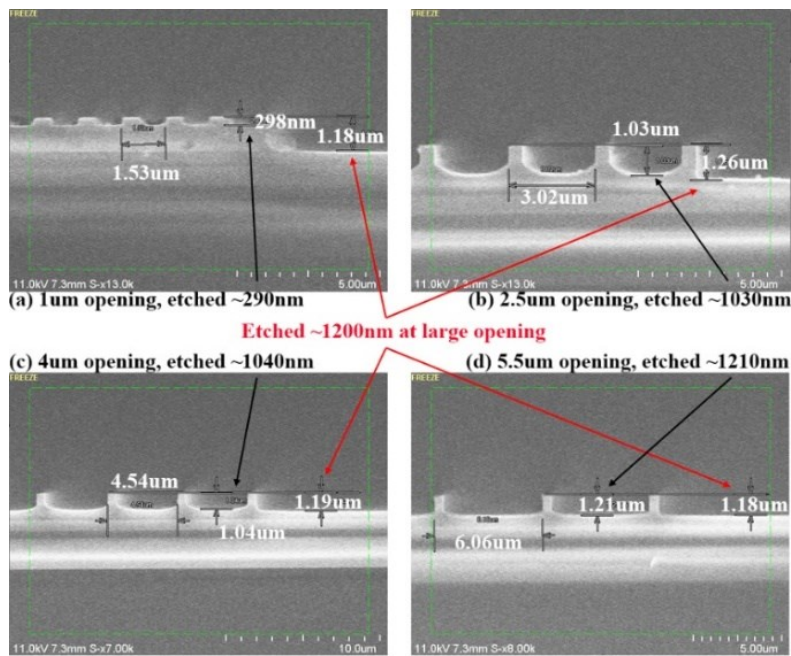 FREEZE
298nm
1.18um
1.53um
11.0kV 7.3mm S-x13.0k
5.00um
FREEZE
1.03um
1.26um
3.02um
11.0kV 7.3mm S-x13.0k
5.00um
(a) 1um opening, etched ~290nm
(b) 2.5um opening, etched ~1030nm
Etched ~1200nm at large opening
(c) 4um opening, etched ~1040nm
(d) 5.5um opening, etched ~1210nm
FREEZE
4.54um
1.19um
1.04um
11.0kV 7.3mm S-x7.00k
10.0um
FREEZE
1.21um
1.18um
6.06um
11.0kV 7.3mm S-x8.00k
5.00um